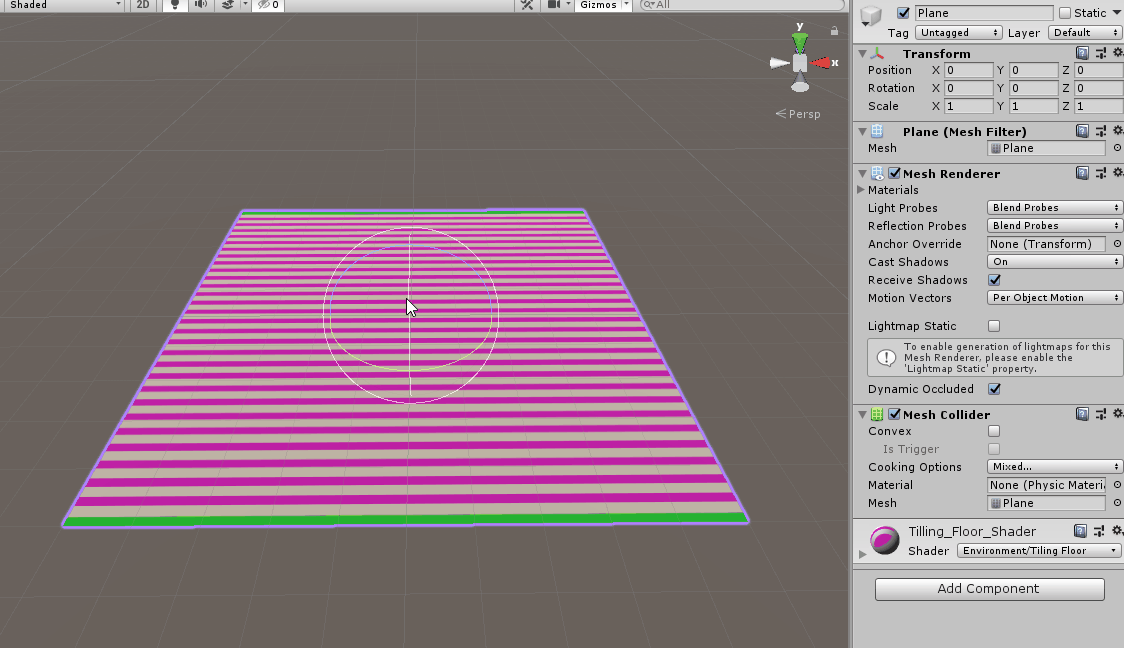 Shaded 2D 0 Gizmos All
y
x
Persp
Plane Static
Tag Untagged Layer Default
Transform
Position X 0 Y 0 Z 0
Rotation X 0 Y 0 Z 0
Scale X 1 Y 1 Z 1
Plane (Mesh Filter)
Mesh Plane
Mesh Renderer
Materials
Light Probes Blend Probes
Reflection Probes Blend Probes
Anchor Override None (Transform)
Cast Shadows On
Receive Shadows
Motion Vectors Per Object Motion
Lightmap Static
To enable generation of lightmaps for this
Mesh Renderer, please enable the
'Lightmap Static' property.
Dynamic Occluded
Mesh Collider
Convex
Is Trigger
Cooking Options Mixed...
Material None (Physic Materi
Mesh Plane
Tilling_Floor_Shader
Shader Environment/Tiling Floor
Add Component